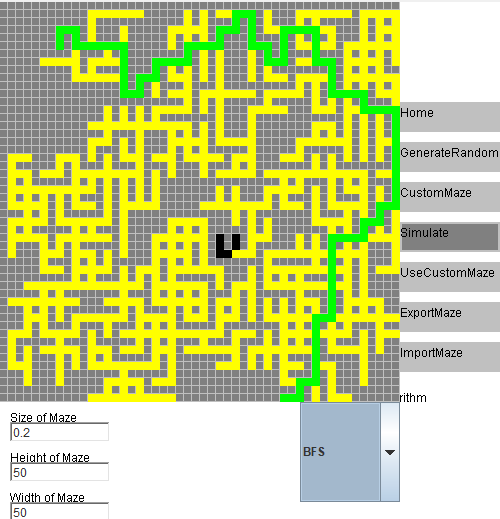 Home
GenerateRandom
CustomMaze
Simulate
UseCustomMaze
ExportMaze
ImportMaze
rithm
Size of Maze
0.2
BFS
Height of Maze
50
Width of Maze
50